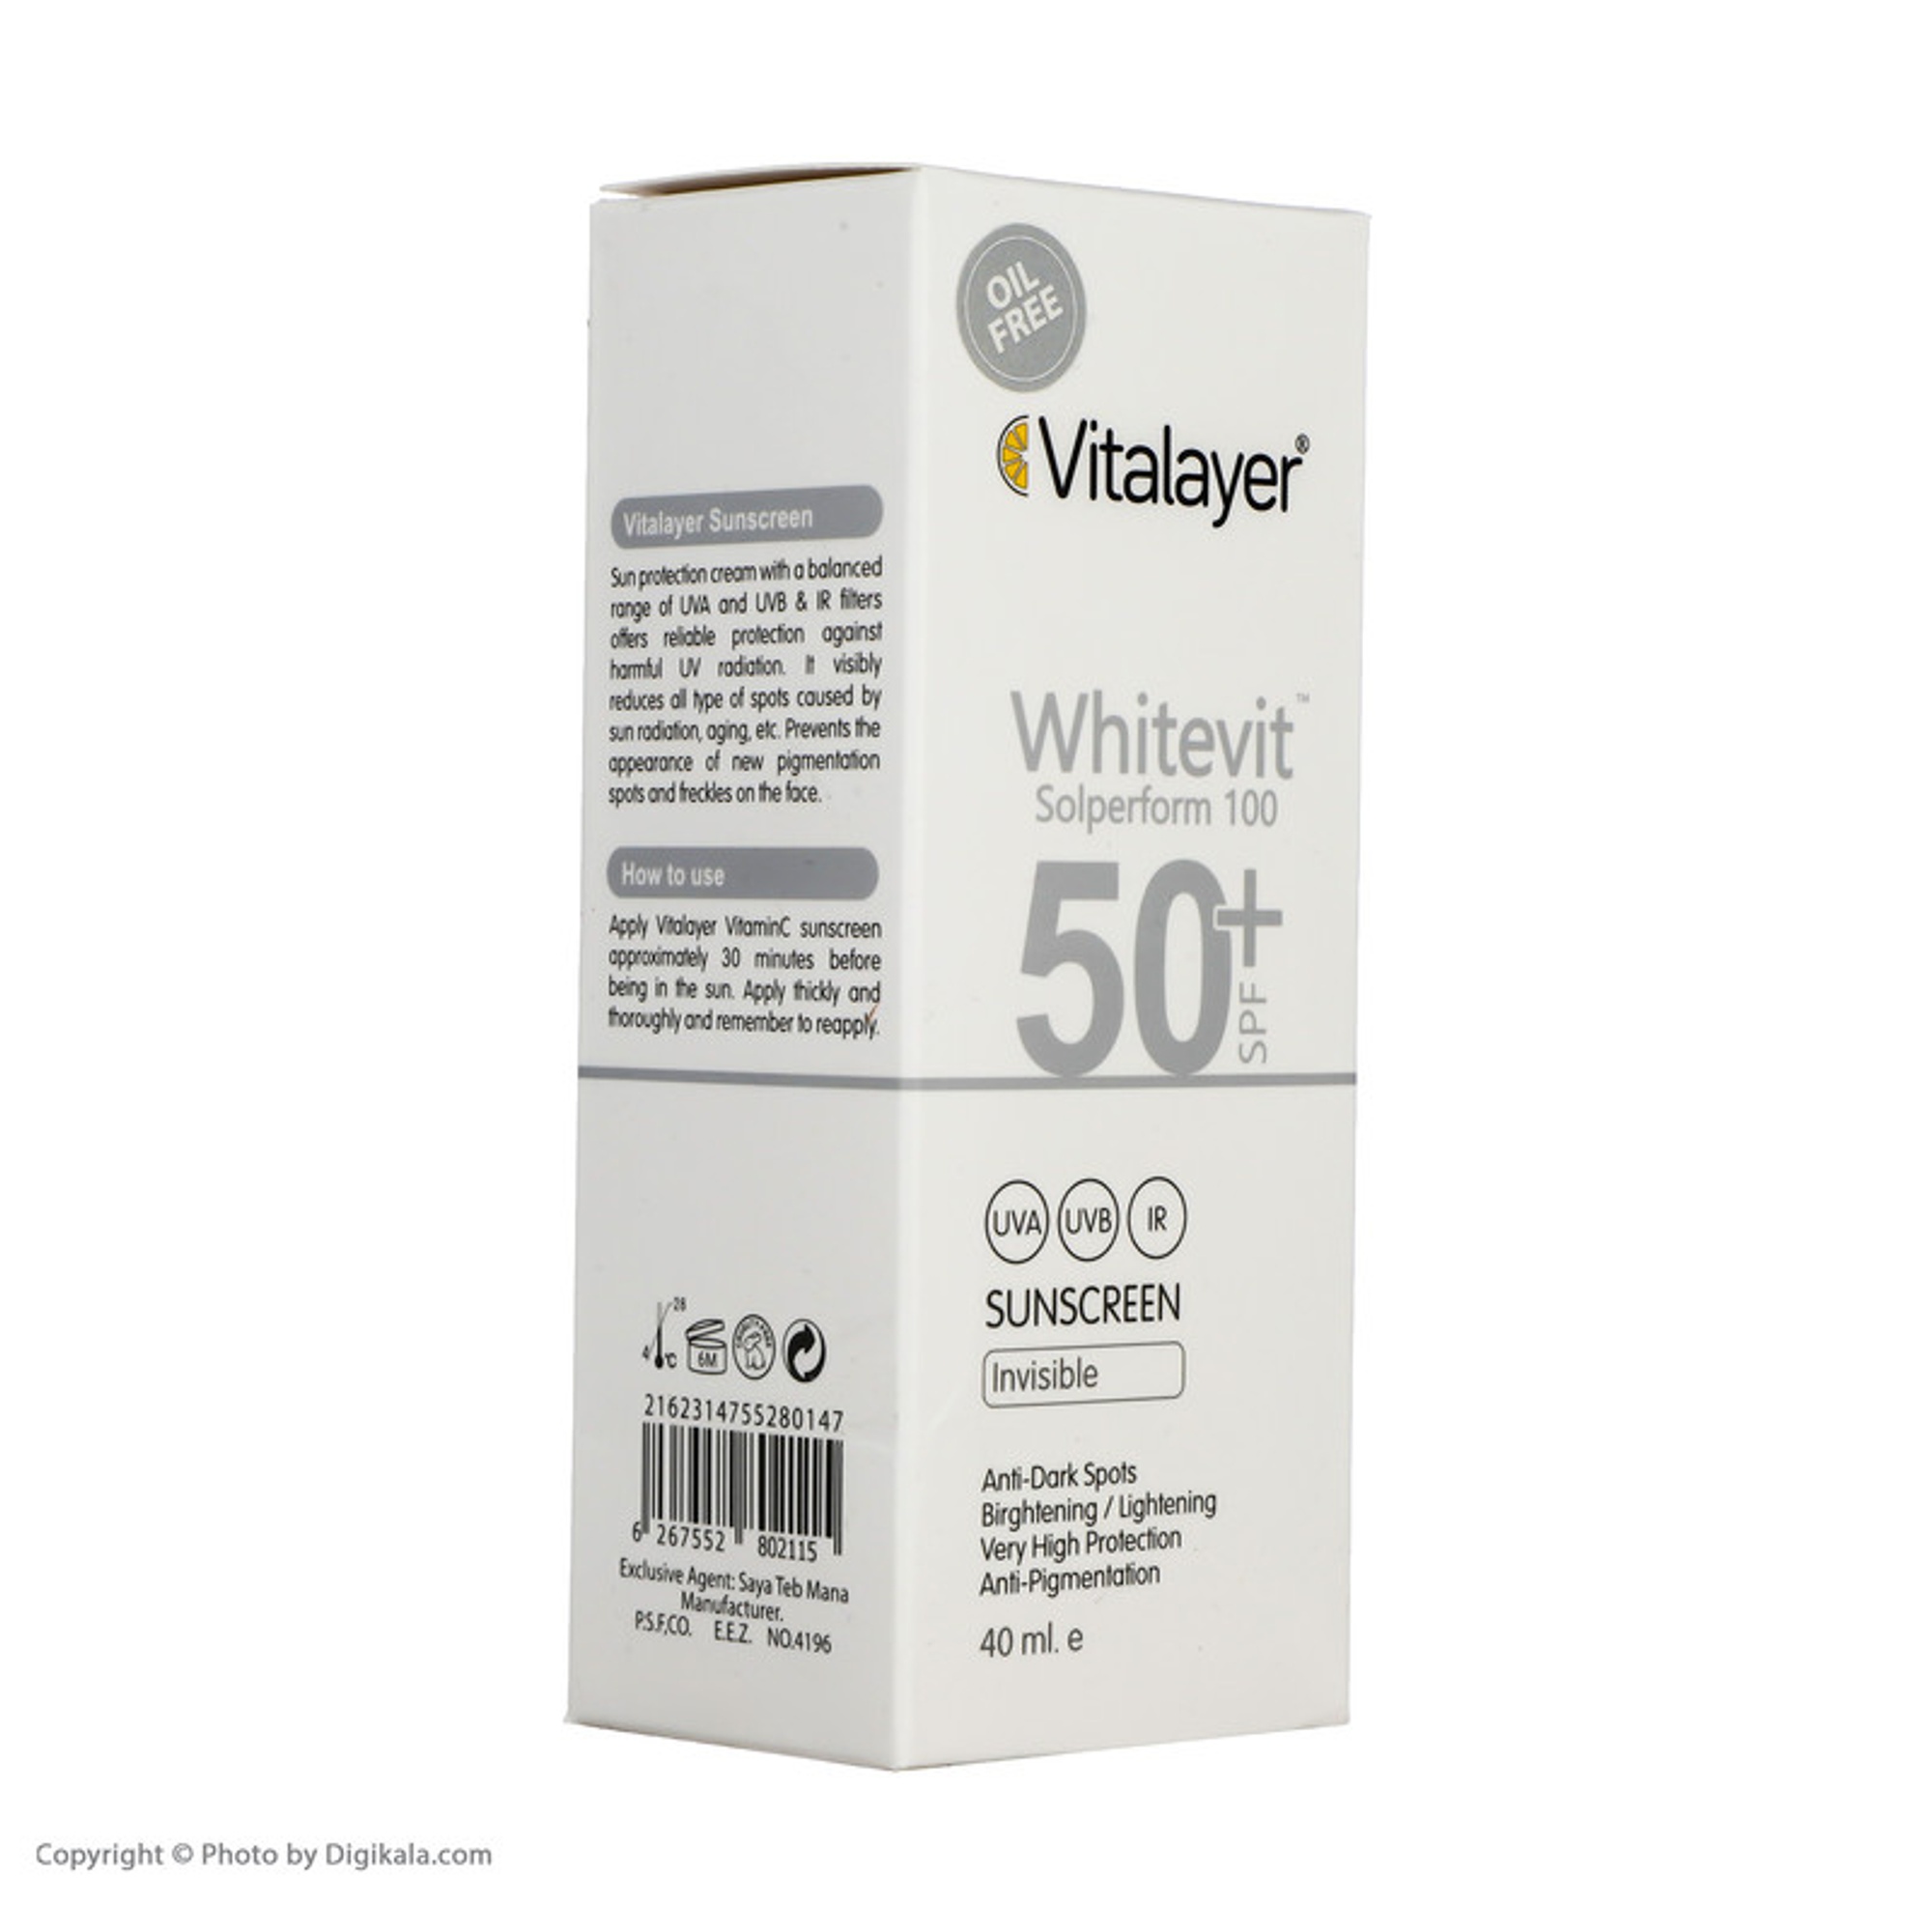 OIL
FREE
Vitalayer®
Whitevit™
Solperform 100
50+
SPF
UVA UVB IR
SUNSCREEN
Invisible
Anti-Dark Spots
Birghtening / Lightening
Very High Protection
Anti-Pigmentation
40 ml. e
Vitalayer Sunscreen
Sun protection cream with a balanced
range of UVA and UVB & IR filters
offers reliable protection against
harmful UV radiation. It visibly
reduces all type of spots caused by
sun radiation, aging, etc. Prevents the
appearance of new pigmentation
spots and freckles on the face.
How to use
Apply Vitalayer VitaminC sunscreen
approximately 30 minutes before
being in the sun. Apply thickly and
thoroughly and remember to reapply.
28
4 °C
6M
2162314755280147
6 267552 802115
Exclusive Agent: Saya Teb Mana
Manufacturer.
P.S.F,CO. E.E.Z. NO.4196
Copyright © Photo by Digikala.com